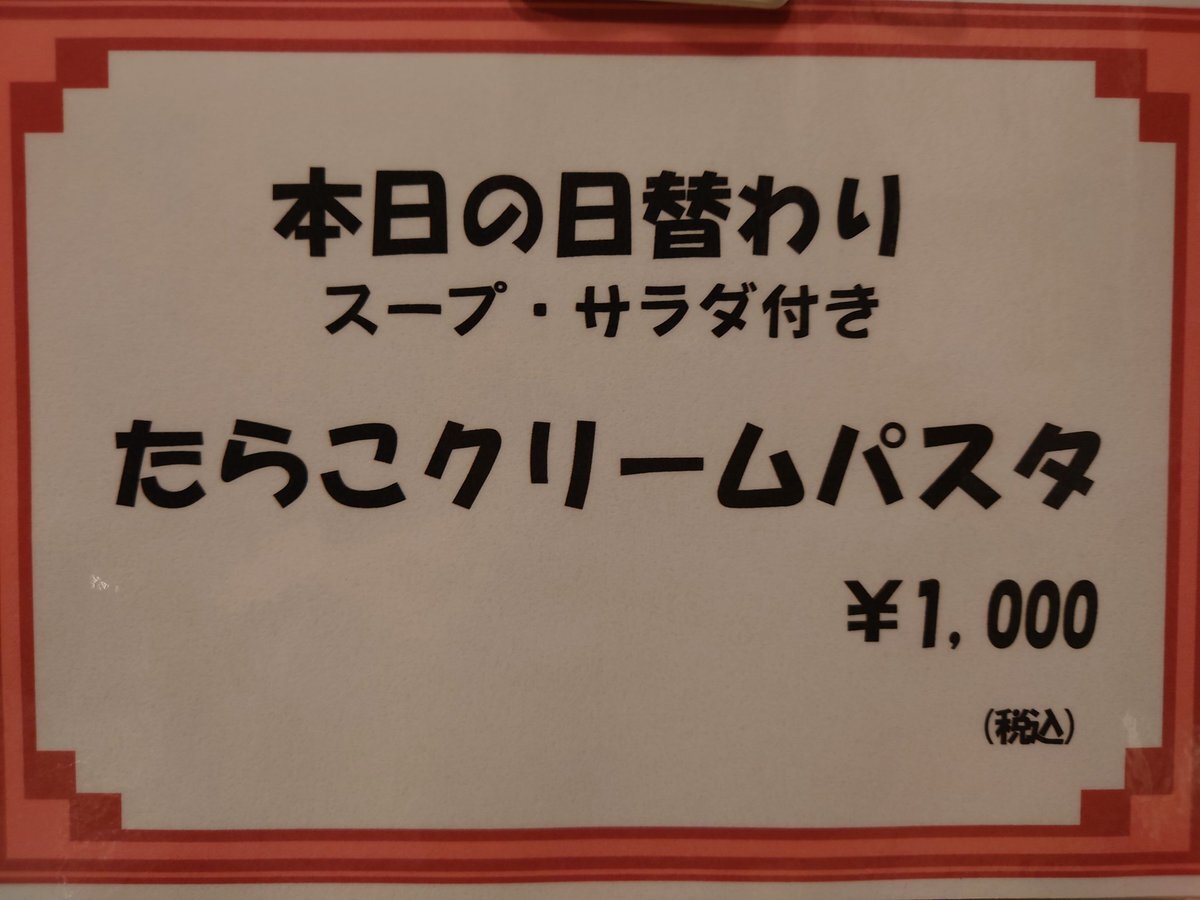 本日の日替わり
スープ・サラダ付き
たらこクリームパスタ
¥1,000
(税込)